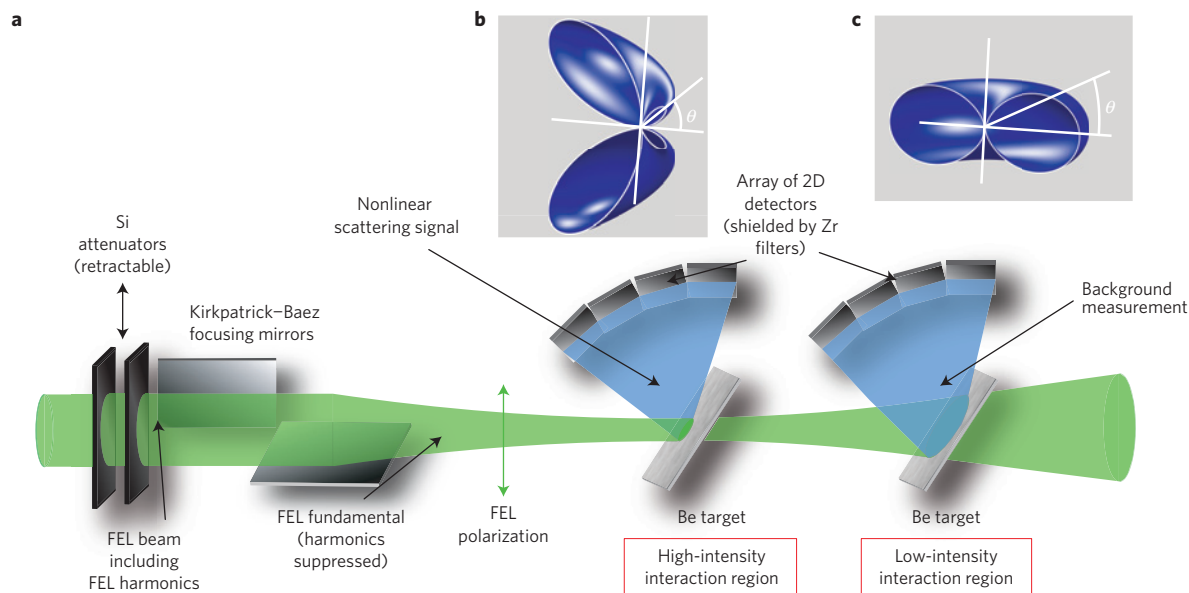 a
b
c
θ
θ
Si
attenuators
(retractable)
Kirkpatrick–Baez
focusing mirrors
Nonlinear
scattering signal
Array of 2D
detectors
(shielded by Zr
filters)
Background
measurement
FEL beam
including
FEL harmonics
FEL fundamental
(harmonics
suppressed)
FEL
polarization
Be target
High-intensity
interaction region
Be target
Low-intensity
interaction region